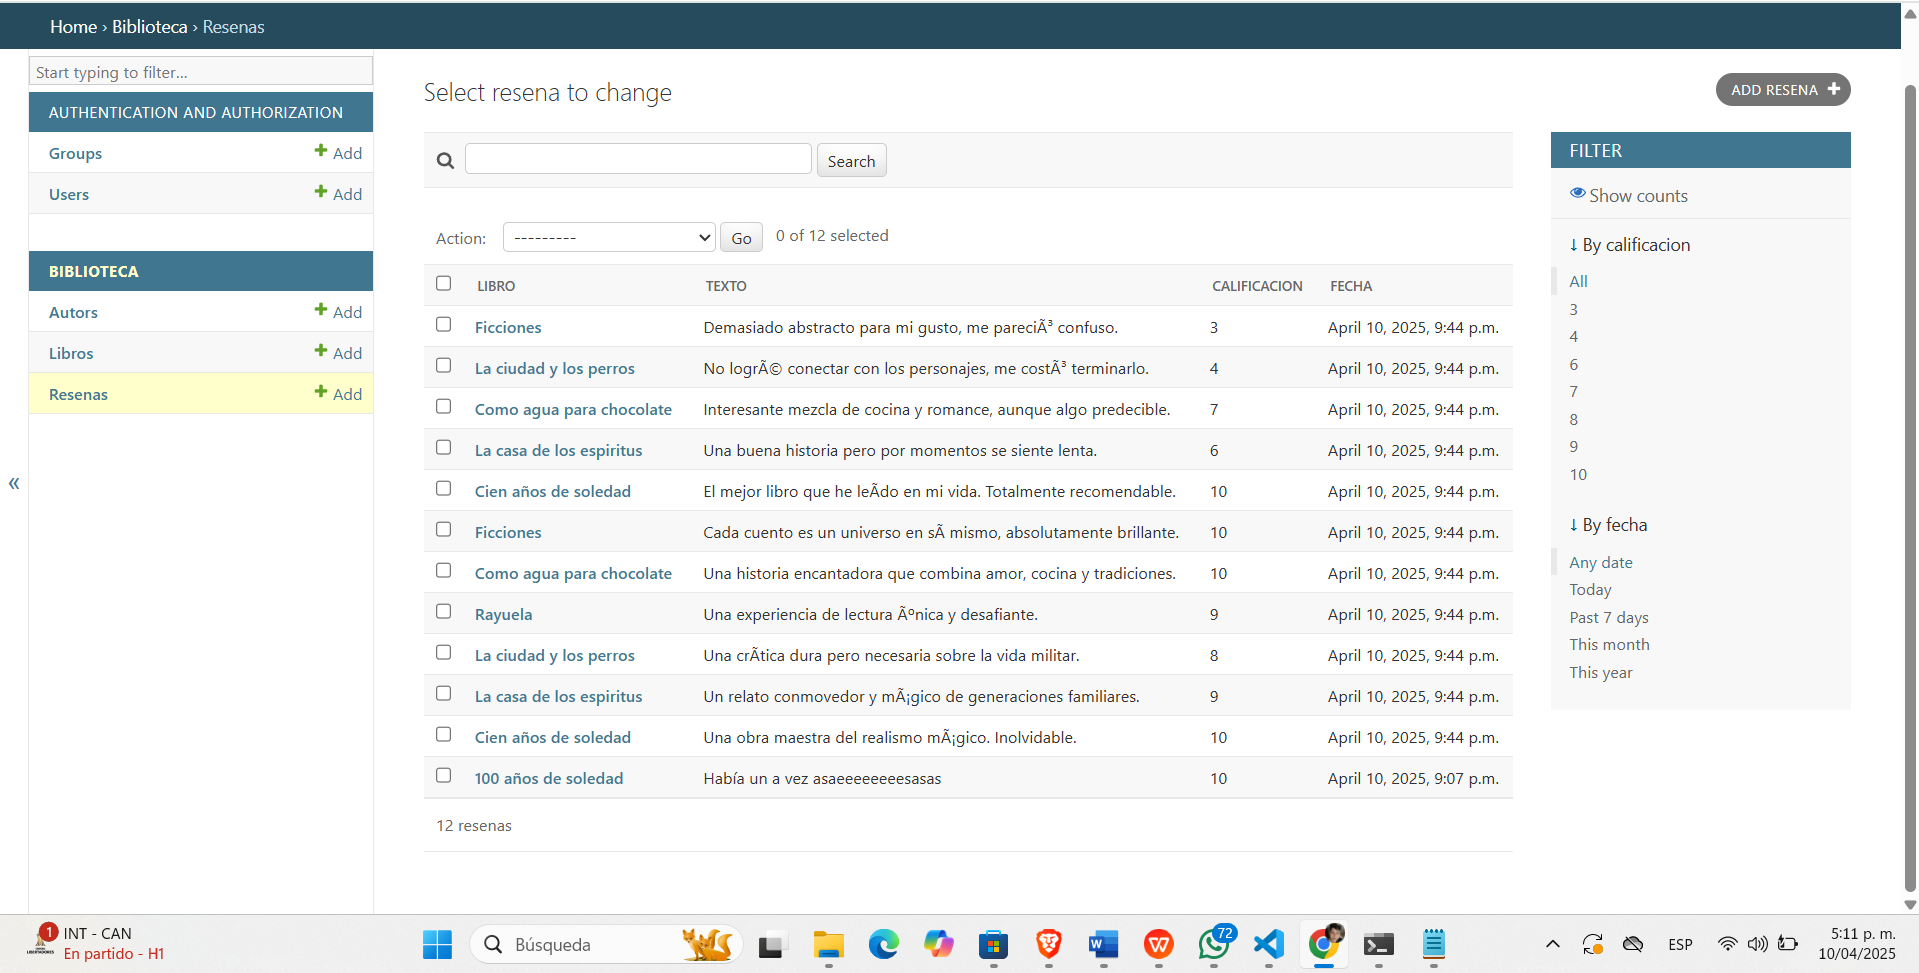 Home › Biblioteca › Resenas
Start typing to filter...
AUTHENTICATION AND AUTHORIZATION
Groups + Add
Users + Add
BIBLIOTECA
Autors + Add
Libros + Add
Resenas + Add
«
Select resena to change
ADD RESENA +
Search
Action: --------- Go 0 of 12 selected
LIBRO TEXTO CALIFICACION FECHA
Ficciones Demasiado abstracto para mi gusto, me pareciÃ³ confuso. 3 April 10, 2025, 9:44 p.m.
La ciudad y los perros No logrÃ© conectar con los personajes, me costÃ³ terminarlo. 4 April 10, 2025, 9:44 p.m.
Como agua para chocolate Interesante mezcla de cocina y romance, aunque algo predecible. 7 April 10, 2025, 9:44 p.m.
La casa de los espiritus Una buena historia pero por momentos se siente lenta. 6 April 10, 2025, 9:44 p.m.
Cien años de soledad El mejor libro que he leÃdo en mi vida. Totalmente recomendable. 10 April 10, 2025, 9:44 p.m.
Ficciones Cada cuento es un universo en sÃ mismo, absolutamente brillante. 10 April 10, 2025, 9:44 p.m.
Como agua para chocolate Una historia encantadora que combina amor, cocina y tradiciones. 10 April 10, 2025, 9:44 p.m.
Rayuela Una experiencia de lectura Ãºnica y desafiante. 9 April 10, 2025, 9:44 p.m.
La ciudad y los perros Una crÃtica dura pero necesaria sobre la vida militar. 8 April 10, 2025, 9:44 p.m.
La casa de los espiritus Un relato conmovedor y mÃ¡gico de generaciones familiares. 9 April 10, 2025, 9:44 p.m.
Cien años de soledad Una obra maestra del realismo mÃ¡gico. Inolvidable. 10 April 10, 2025, 9:44 p.m.
100 años de soledad Había un a vez asaeeeeeeeesasas 10 April 10, 2025, 9:07 p.m.
12 resenas
FILTER
Show counts
↓ By calificacion
All
3
4
6
7
8
9
10
↓ By fecha
Any date
Today
Past 7 days
This month
This year
1
INT - CAN
En partido - H1
Búsqueda
72
ESP
5:11 p. m.
10/04/2025